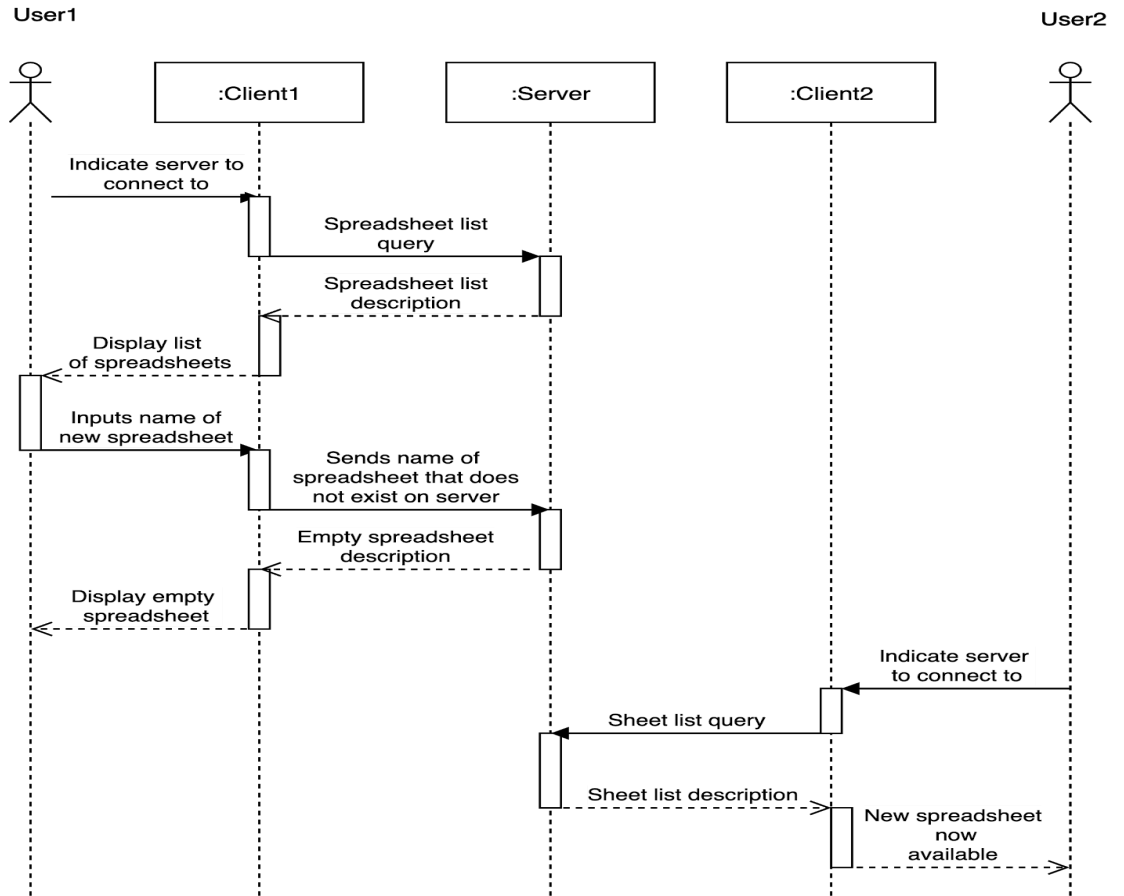 User1
User2
:Client1
:Server
:Client2
Indicate server to
connect to
Spreadsheet list
query
Spreadsheet list
description
Display list
of spreadsheets
Inputs name of
new spreadsheet
Sends name of
spreadsheet that does
not exist on server
Empty spreadsheet
description
Display empty
spreadsheet
Indicate server
to connect to
Sheet list query
Sheet list description
New spreadsheet
now
available